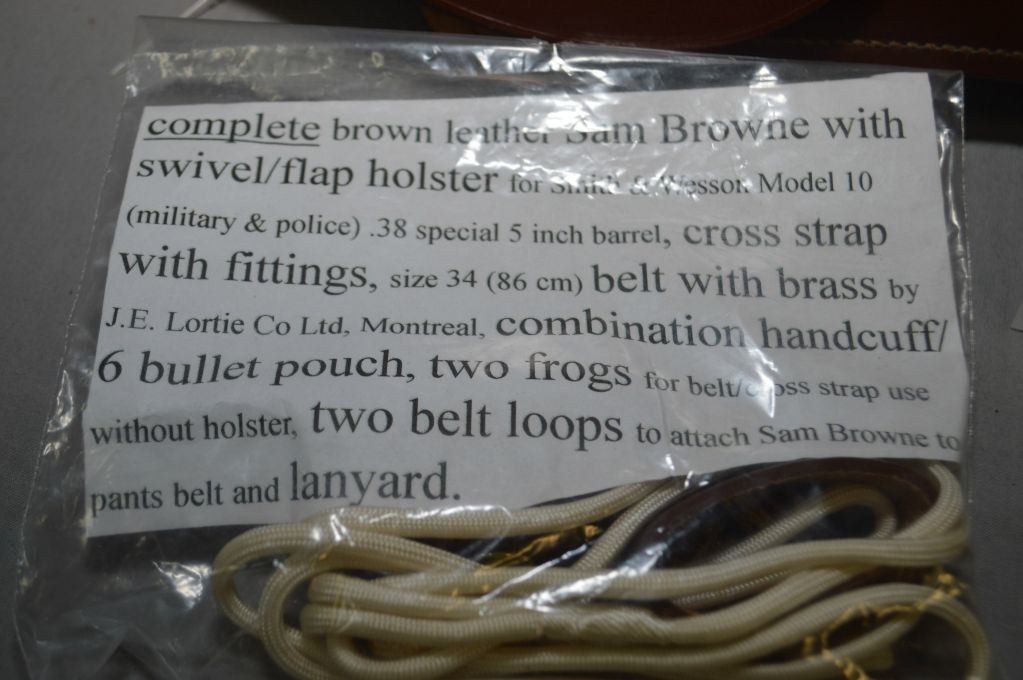 complete brown leather Sam Browne with
swivel/flap holster for Smith & Wesson Model 10
(military & police) .38 special 5 inch barrel, cross strap
with fittings, size 34 (86 cm) belt with brass by
J.E. Lortie Co Ltd, Montreal, combination handcuff/
6 bullet pouch, two frogs for belt/cross strap use
without holster, two belt loops to attach Sam Browne to
pants belt and lanyard.